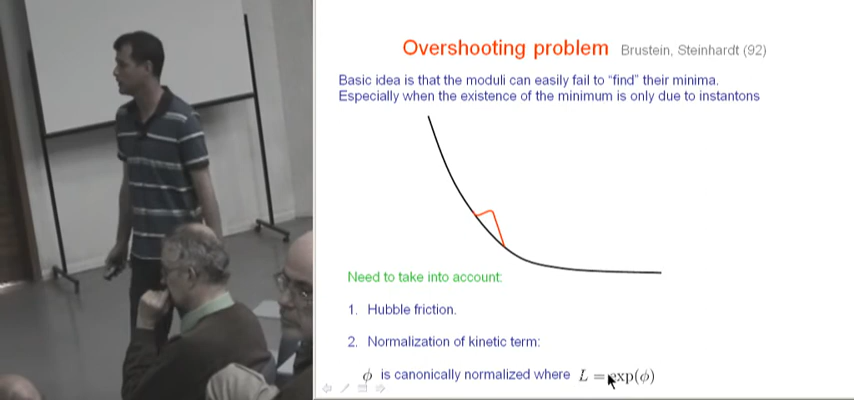 Overshooting problem Brustein, Steinhardt (92)
Basic idea is that the moduli can easily fail to "find" their minima.
Especially when the existence of the minimum is only due to instantons
Need to take into account:
1. Hubble friction.
2. Normalization of kinetic term:
ϕ is canonically normalized where L = exp(ϕ)